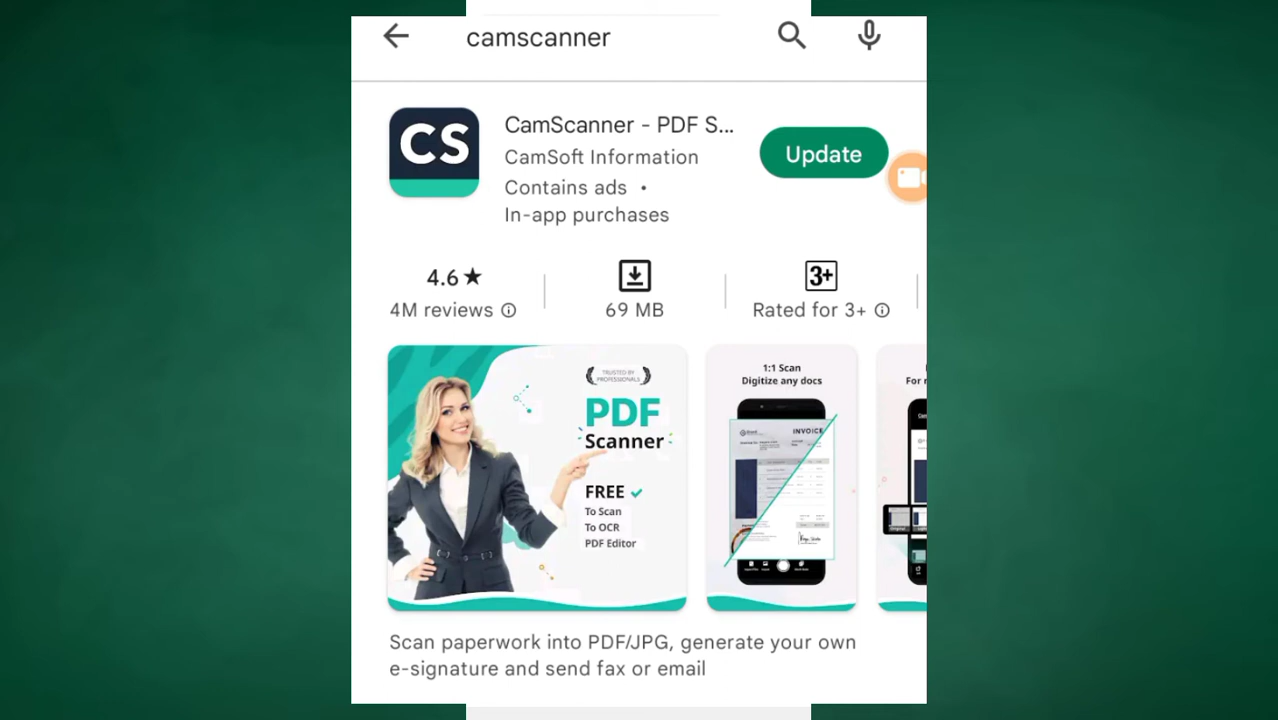 camscanner
CS
CamScanner - PDF S...
CamSoft Information
Contains ads •
In-app purchases
Update
4.6★
4M reviews
69 MB
3+
Rated for 3+
TRUSTED BY
PROFESSIONALS
PDF
Scanner
FREE
To Scan
To OCR
PDF Editor
1:1 Scan
Digitize any docs
INVOICE
For
Scan paperwork into PDF/JPG, generate your own
e-signature and send fax or email